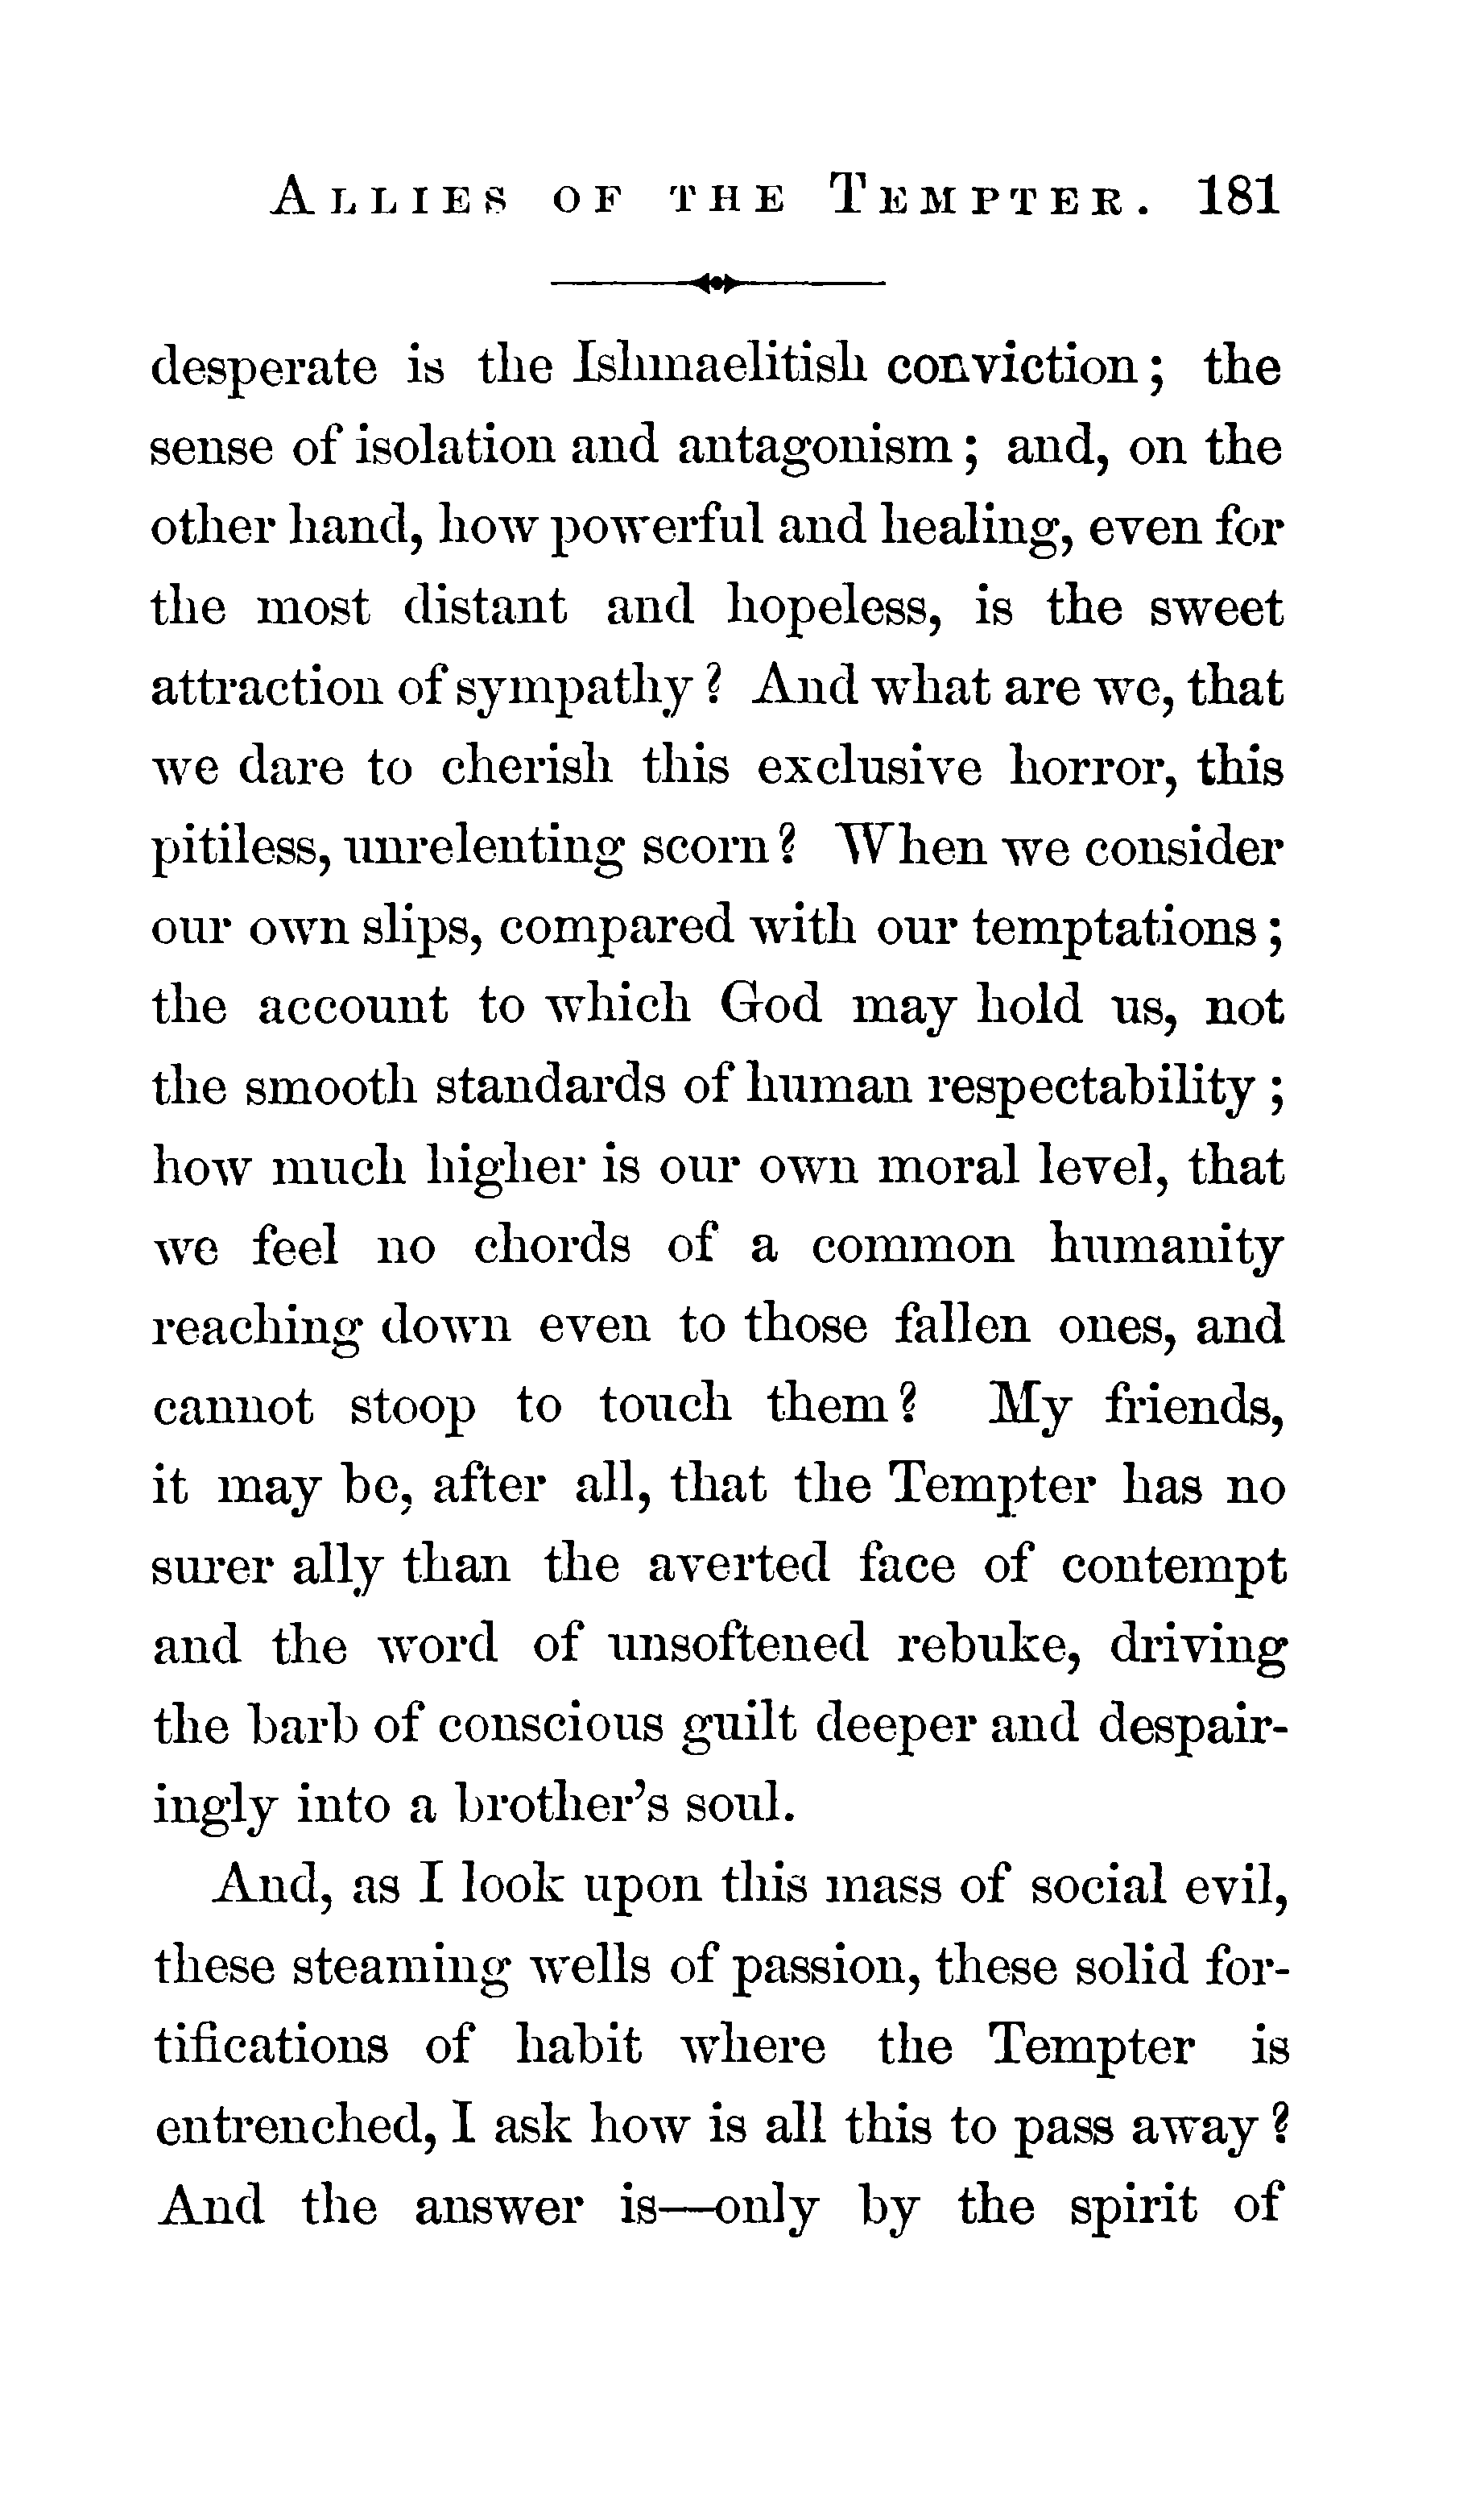 ALLIES OF THE TEMPTER. 181
desperate is the Ishmaelitish conviction; the
sense of isolation and antagonism; and, on the
other hand, how powerful and healing, even for
the most distant and hopeless, is the sweet
attraction of sympathy? And what are we, that
we dare to cherish this exclusive horror, this
pitiless, unrelenting scorn? When we consider
our own slips, compared with our temptations;
the account to which God may hold us, not
the smooth standards of human respectability;
how much higher is our own moral level, that
we feel no chords of a common humanity
reaching down even to those fallen ones, and
cannot stoop to touch them? My friends,
it may be, after all, that the Tempter has no
surer ally than the averted face of contempt
and the word of unsoftened rebuke, driving
the barb of conscious guilt deeper and despair-
ingly into a brother's soul.
And, as I look upon this mass of social evil,
these steaming wells of passion, these solid for-
tifications of habit where the Tempter is
entrenched, I ask how is all this to pass away?
And the answer is—only by the spirit of